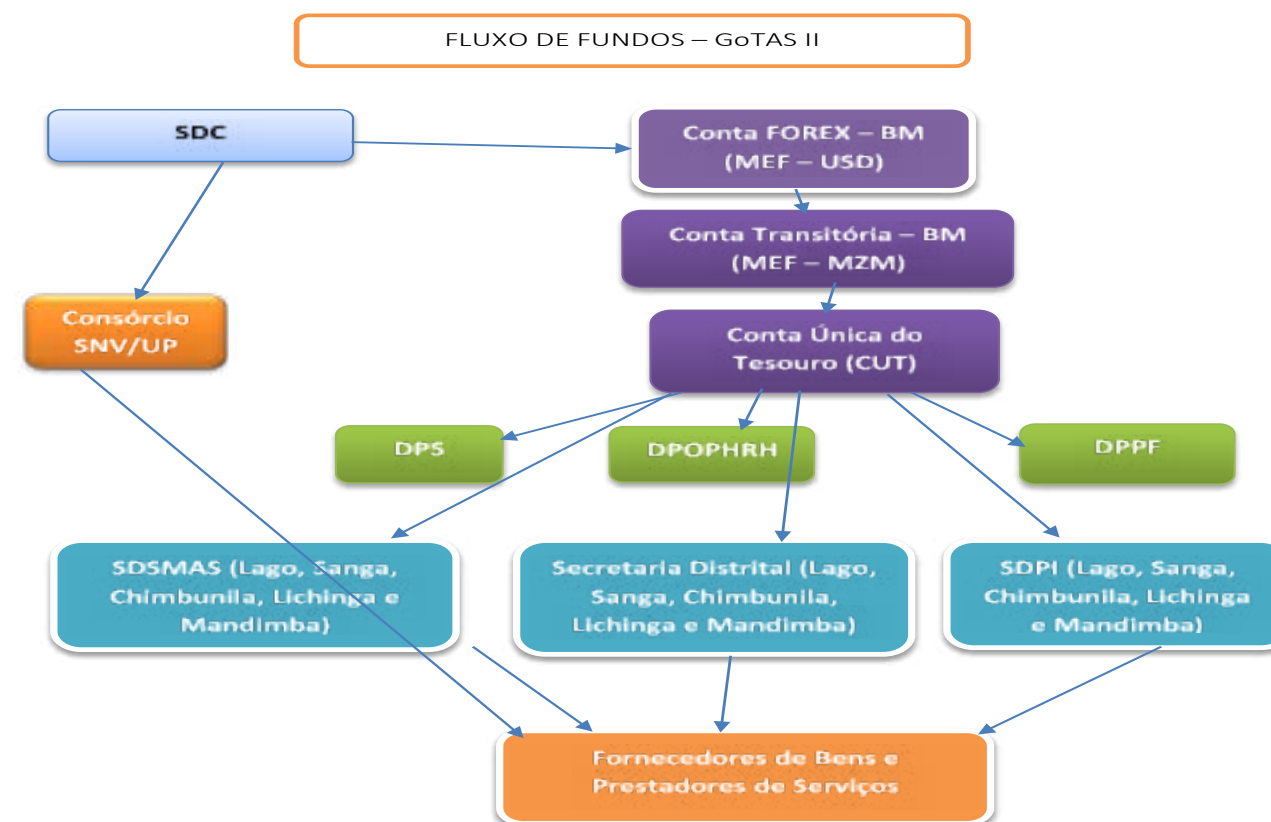 FLUXO DE FUNDOS – GoTAS II
SDC
Conta FOREX – BM
(MEF – USD)
Conta Transitória – BM
(MEF – MZM)
Consórcio
SNV/UP
Conta Única do
Tesouro (CUT)
DPS
DPOPHRH
DPPF
SDSMAS (Lago, Sanga,
Chimbunila, Lichinga e
Mandimba)
Secretaria Distrital (Lago,
Sanga, Chimbunila,
Lichinga e Mandimba)
SDPI (Lago, Sanga,
Chimbunila, Lichinga
e Mandimba)
Fornecedores de Bens e
Prestadores de Serviços